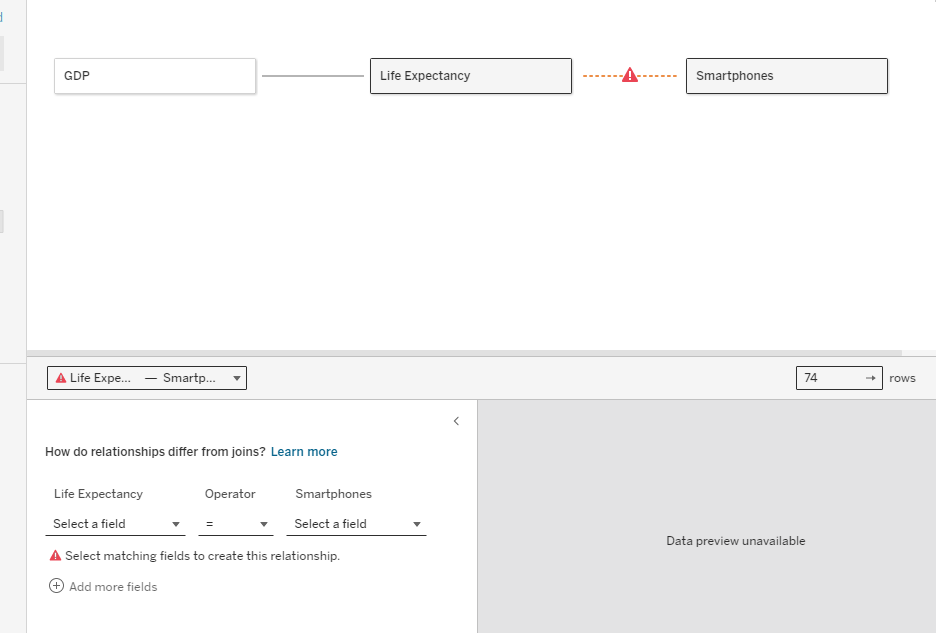 d
GDP
Life Expectancy
Smartphones
Life Expe... — Smartp...
74
rows
How do relationships differ from joins? Learn more
Life Expectancy Operator Smartphones
Select a field = Select a field
Select matching fields to create this relationship.
Add more fields
Data preview unavailable